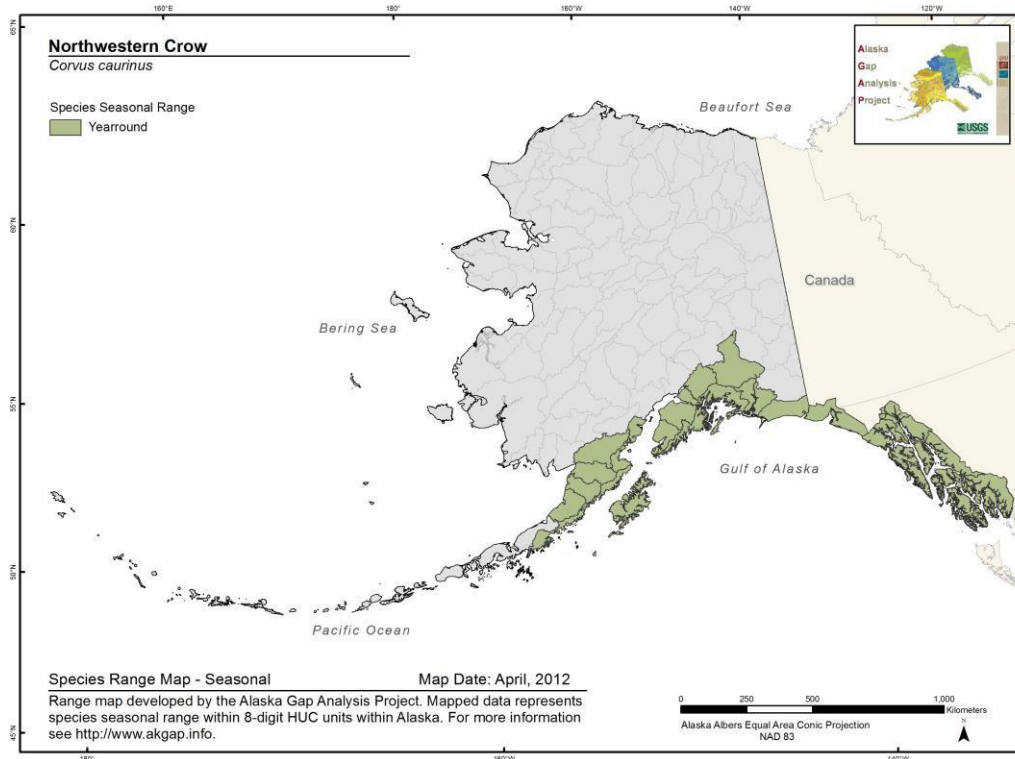 160°E
180°
160°W
140°W
120°W
65°N
60°N
55°N
50°N
45°N
Northwestern Crow
Corvus caurinus
Species Seasonal Range
Yearround
Alaska
Gap
Analysis
Project
USGS
Beaufort Sea
Canada
Bering Sea
Gulf of Alaska
Pacific Ocean
Species Range Map - Seasonal Map Date: April, 2012
Range map developed by the Alaska Gap Analysis Project. Mapped data represents
species seasonal range within 8-digit HUC units within Alaska. For more information
see http://www.akgap.info.
0 250 500 1,000
Kilometers
Alaska Albers Equal Area Conic Projection
NAD 83
N
180°
160°W
140°W